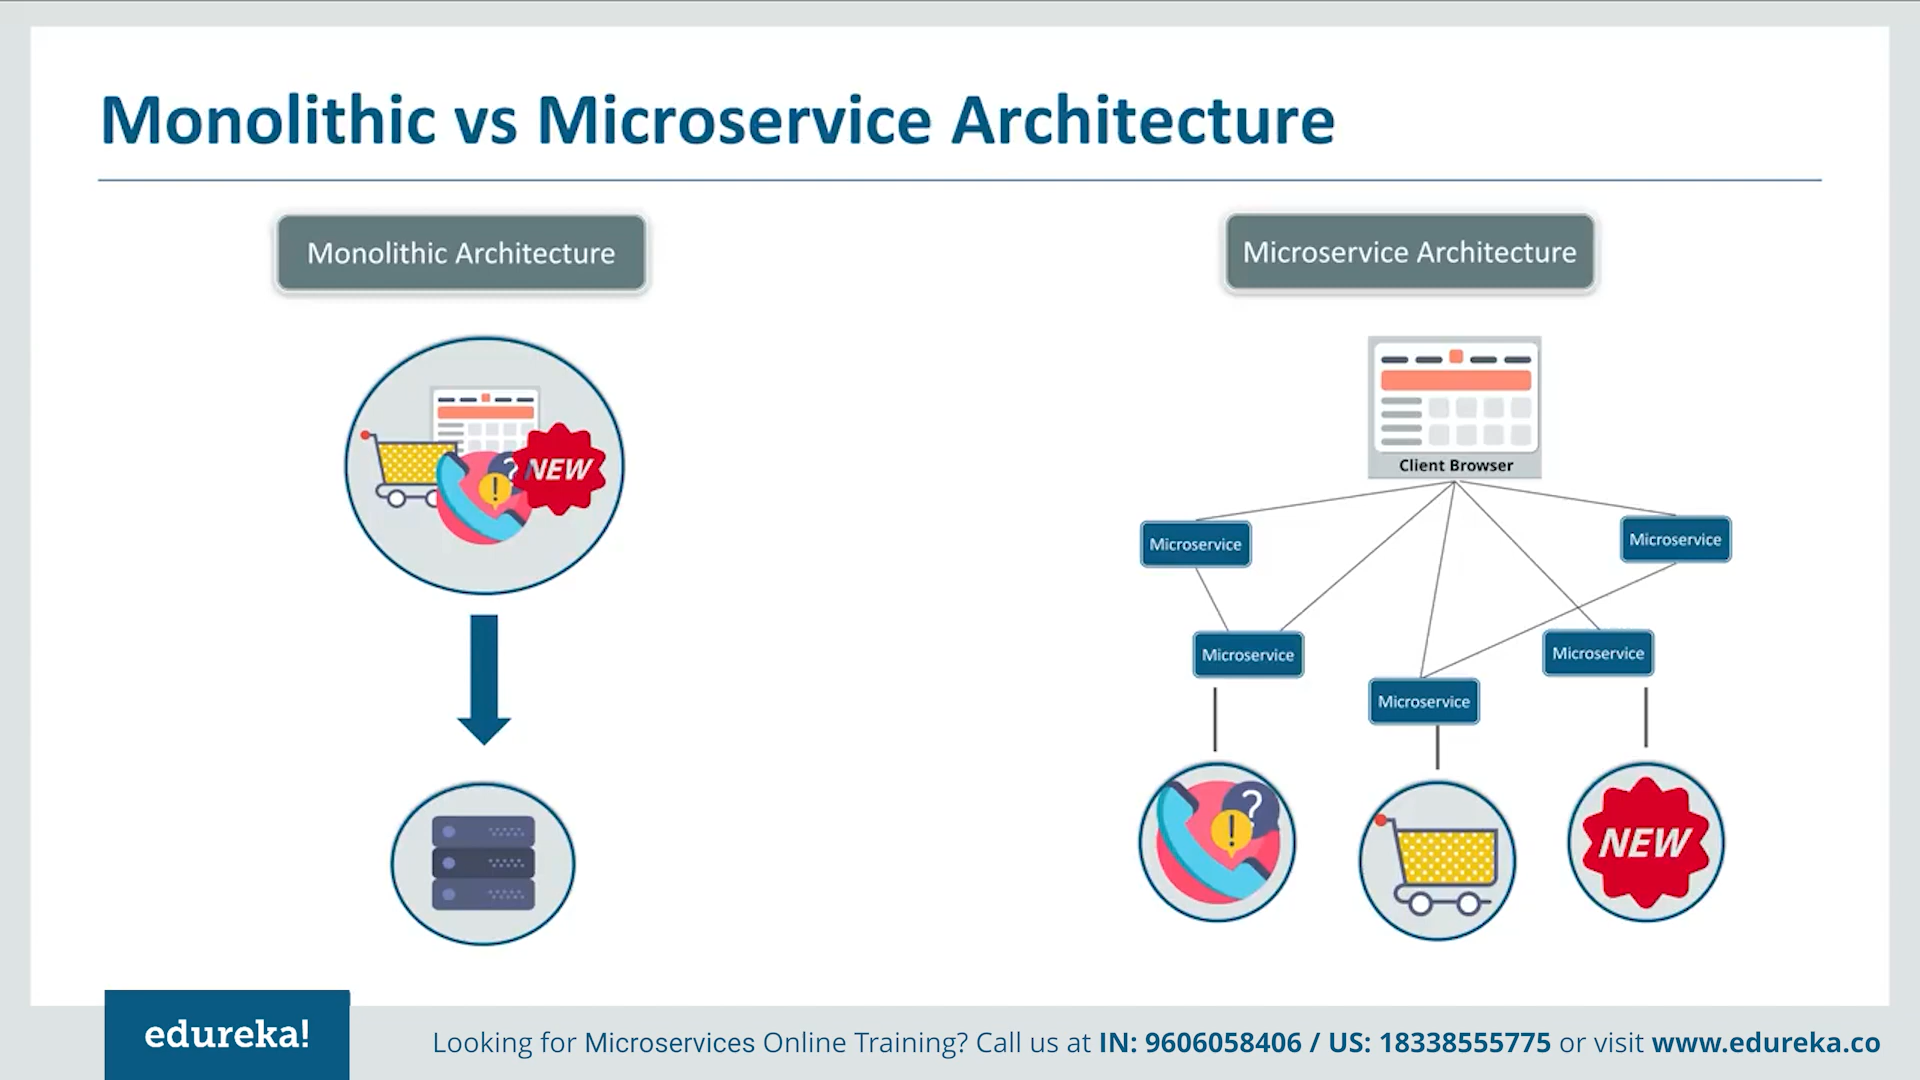 Monolithic vs Microservice Architecture
Monolithic Architecture
NEW
?
!
Microservice Architecture
Client Browser
Microservice
Microservice
Microservice
Microservice
Microservice
?
!
NEW
edureka!
Looking for Microservices Online Training? Call us at IN: 9606058406 / US: 18338555775 or visit www.edureka.co